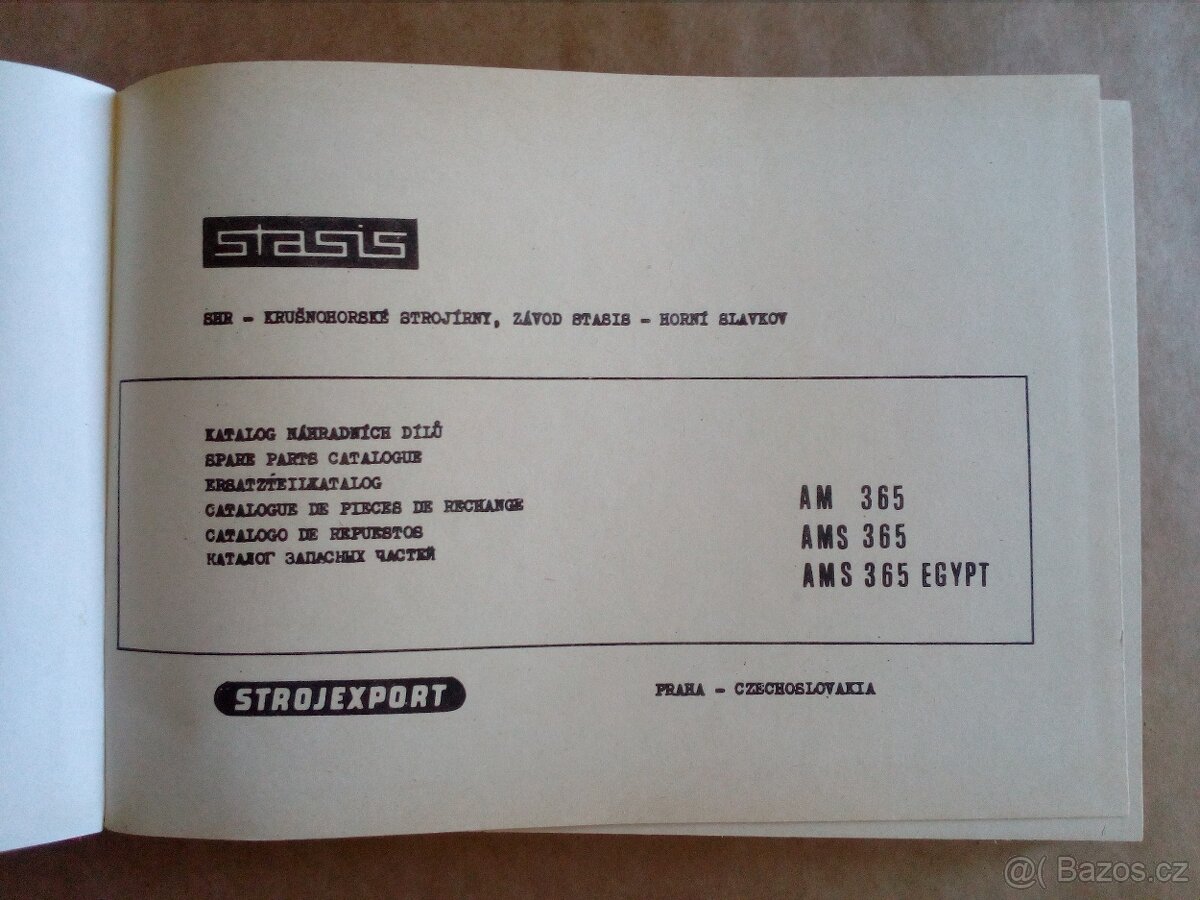 stasis
SHR - KRUŠNOHORSKÉ STROJÍRNY, ZÁVOD STASIS - HORNÍ SLAVKOV
KATALOG NÁHRADNÍCH DÍLŮ
SPARE PARTS CATALOGUE
ERSATZTEILKATALOG
CATALOGUE DE PIECES DE RECHANGE
CATALOGO DE REPUESTOS
КАТАЛОГ ЗАПАСНЫХ ЧАСТЕЙ
AM 365
AMS 365
AMS 365 EGYPT
STROJEXPORT
PRAHA - CZECHOSLOVAKIA
@( Bazos.cz